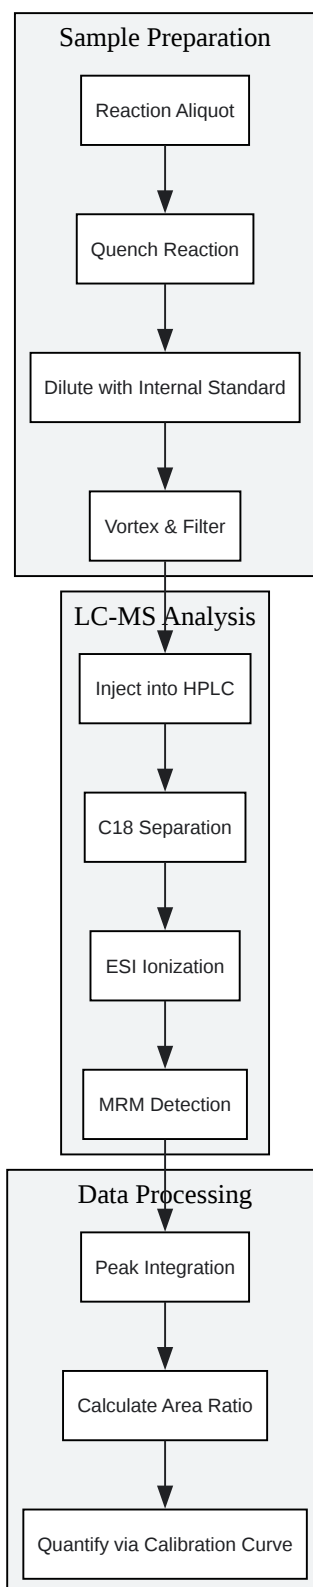 Sample Preparation
Reaction Aliquot
Quench Reaction
Dilute with Internal Standard
Vortex & Filter
LC-MS Analysis
Inject into HPLC
C18 Separation
ESI Ionization
MRM Detection
Data Processing
Peak Integration
Calculate Area Ratio
Quantify via Calibration Curve